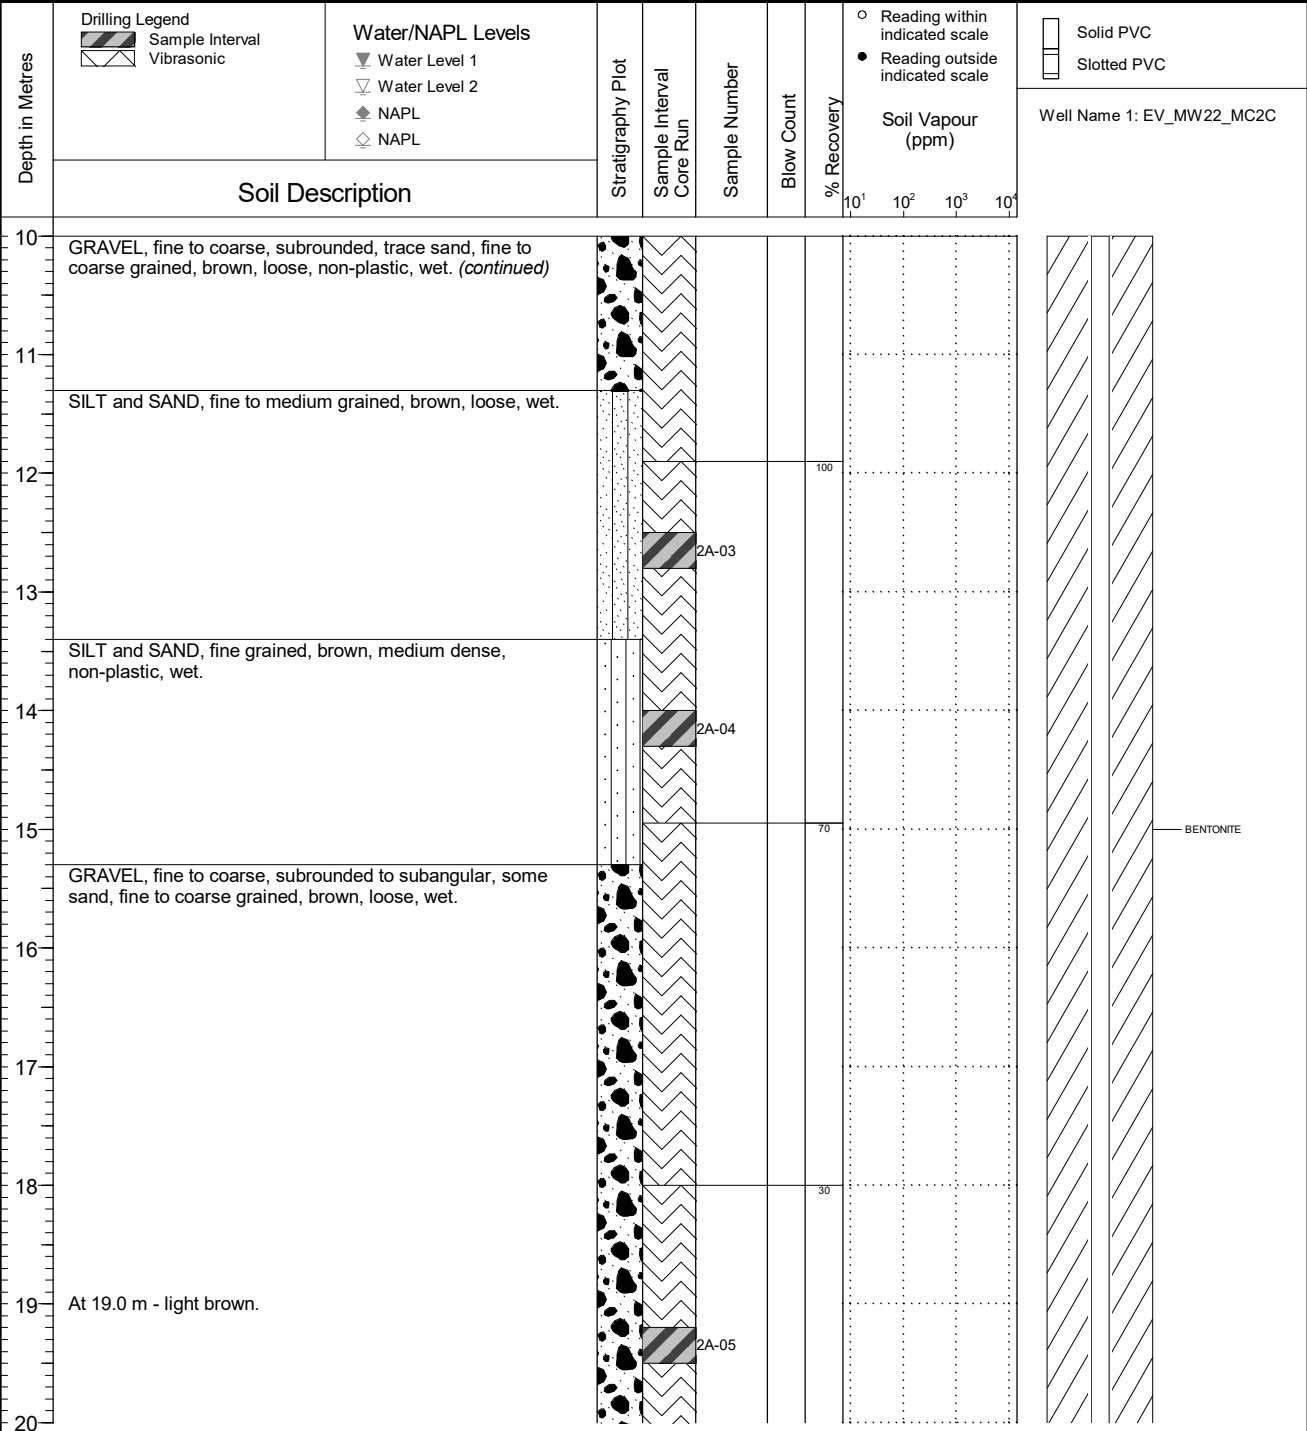 Drilling Legend
Sample Interval
Vibrasonic
Water/NAPL Levels
Water Level 1
Water Level 2
NAPL
NAPL
Depth in Metres
Soil Description
Stratigraphy Plot
Sample Interval
Core Run
Sample Number
Blow Count
% Recovery
Reading within
indicated scale
Reading outside
indicated scale
Soil Vapour
(ppm)
10¹ 10² 10³ 10⁴
Solid PVC
Slotted PVC
Well Name 1: EV_MW22_MC2C
10
GRAVEL, fine to coarse, subrounded, trace sand, fine to
coarse grained, brown, loose, non-plastic, wet. (continued)
11
SILT and SAND, fine to medium grained, brown, loose, wet.
12
100
2A-03
13
SILT and SAND, fine grained, brown, medium dense,
non-plastic, wet.
14
2A-04
15
70
BENTONITE
GRAVEL, fine to coarse, subrounded to subangular, some
sand, fine to coarse grained, brown, loose, wet.
16
17
18
30
19
At 19.0 m - light brown.
2A-05
20